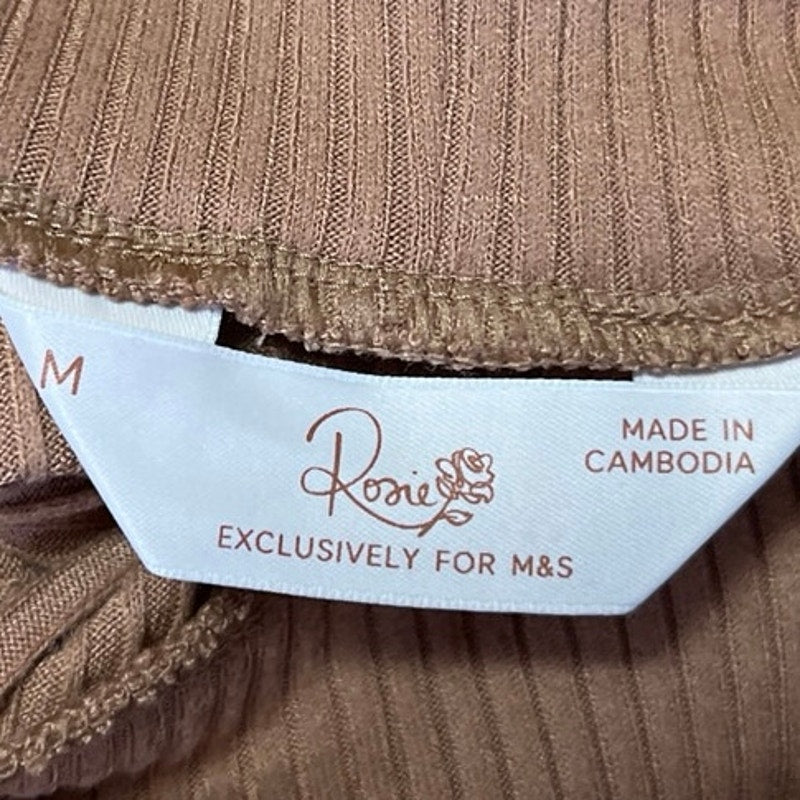 M
Rosie
EXCLUSIVELY FOR M&S
MADE IN
CAMBODIA